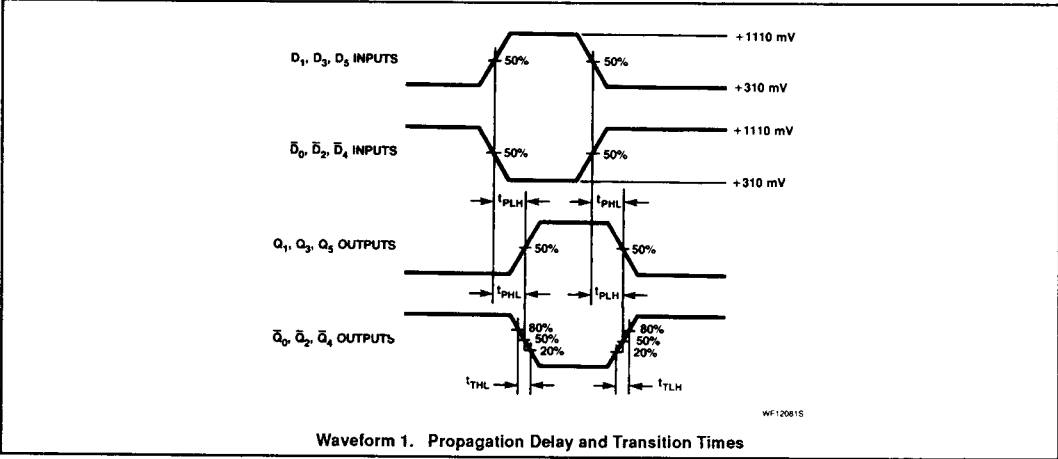 +1110 mV
D1, D3, D5 INPUTS
50%
50%
+310 mV
+1110 mV
D̄0, D̄2, D̄4 INPUTS
50%
50%
+310 mV
tPLH
tPHL
Q1, Q3, Q5 OUTPUTS
50%
50%
tPHL
tPLH
Q̄0, Q̄2, Q̄4 OUTPUTS
80%
50%
20%
80%
50%
20%
tTHL
tTLH
WF12081S
Waveform 1. Propagation Delay and Transition Times